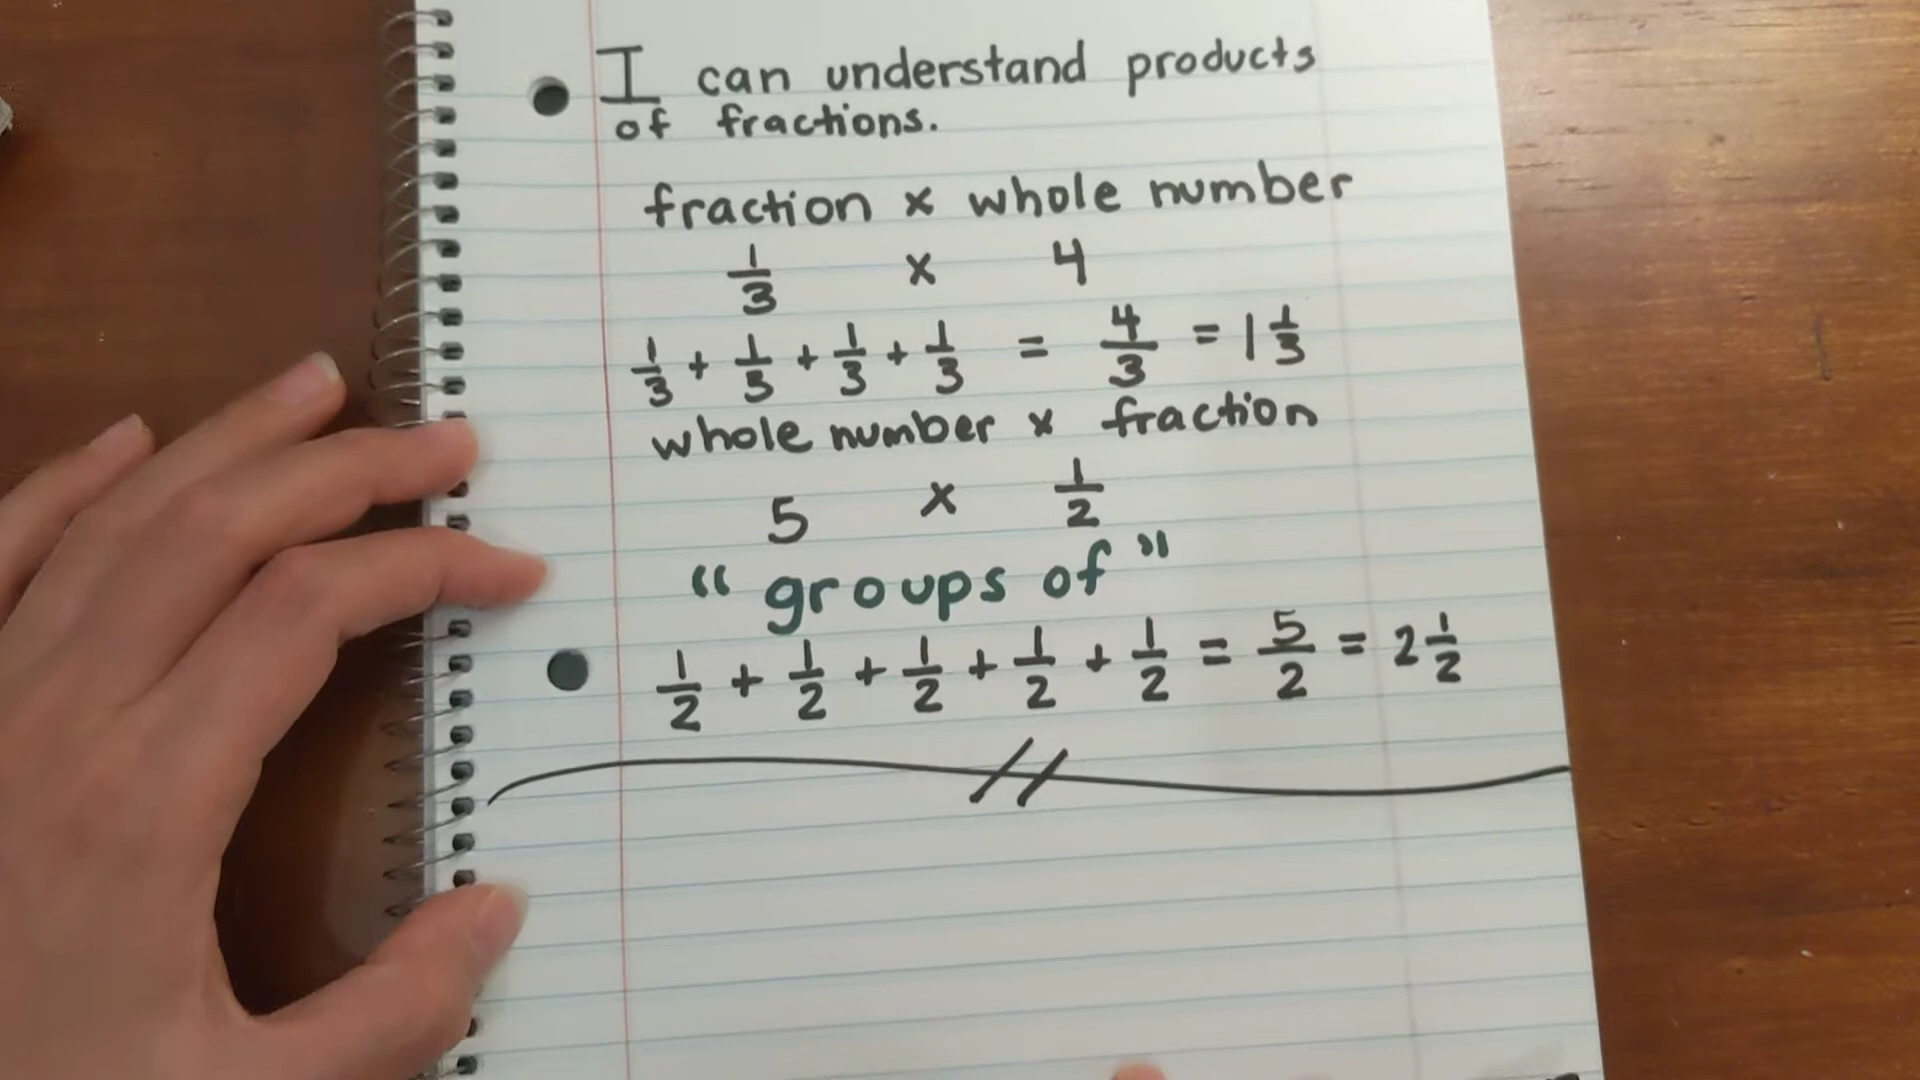 I can understand products
of fractions.
fraction x whole number
1/3 x 4
1/3 + 1/3 + 1/3 + 1/3 = 4/3 = 1 1/3
whole number x fraction
5 x 1/2
"groups of"
1/2 + 1/2 + 1/2 + 1/2 + 1/2 = 5/2 = 2 1/2